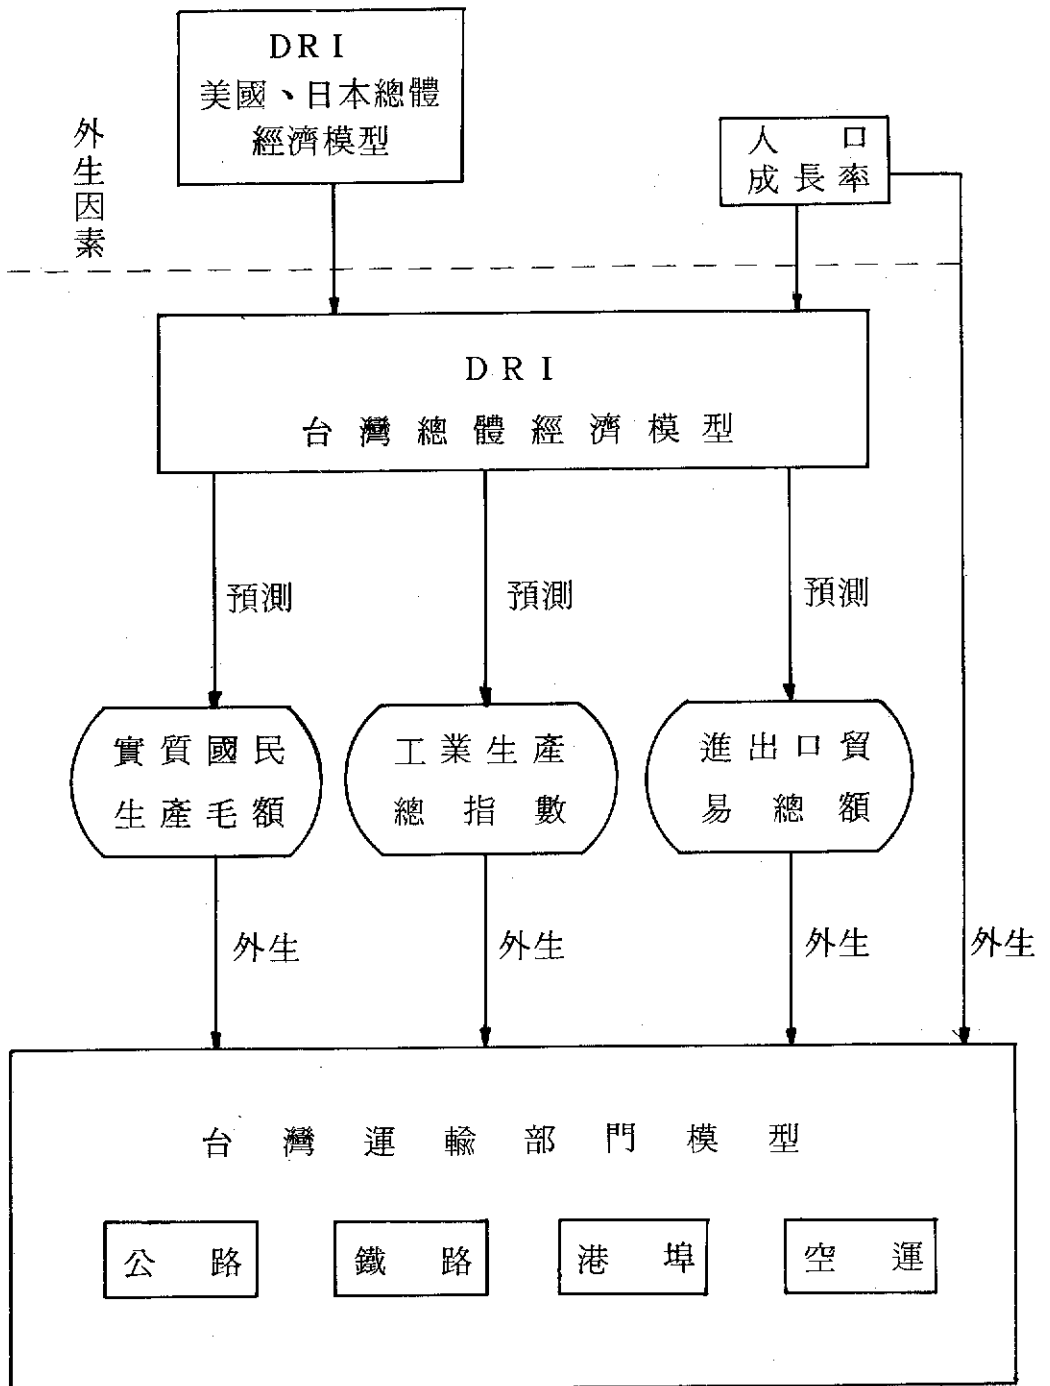 DRI
美國、日本總體
經濟模型
外生因素
人口
成長率
DRI
台灣總體經濟模型
預測
預測
預測
實質國民
生產毛額
工業生產
總指數
進出口貿
易總額
外生
外生
外生
外生
台灣運輸部門模型
公路
鐵路
港埠
空運